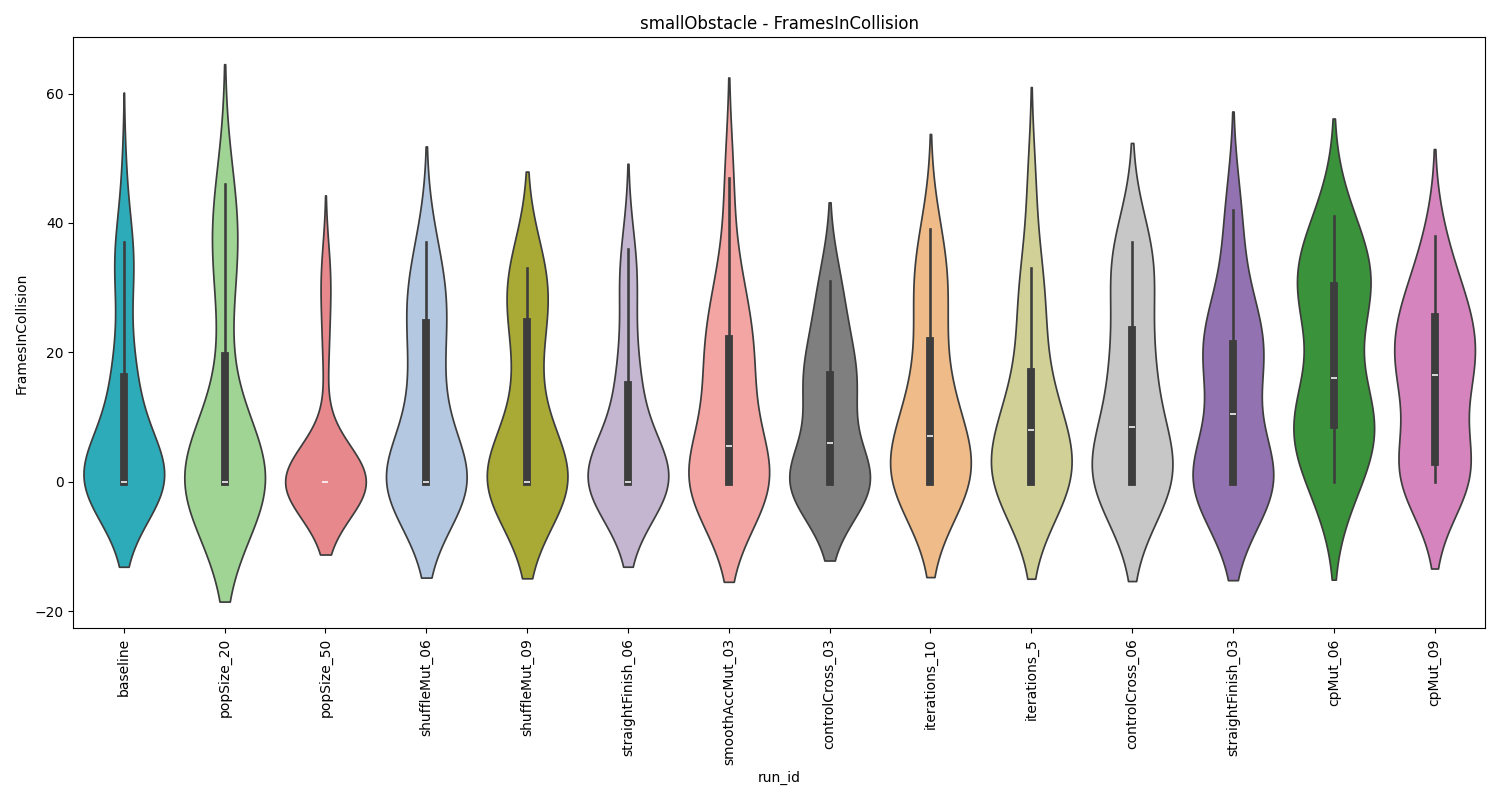 smallObstacle - FramesInCollision
FramesInCollision
60
40
20
0
−20
baseline
popSize_20
popSize_50
shuffleMut_06
shuffleMut_09
straightFinish_06
smoothAccMut_03
controlCross_03
iterations_10
iterations_5
controlCross_06
straightFinish_03
cpMut_06
cpMut_09
run_id